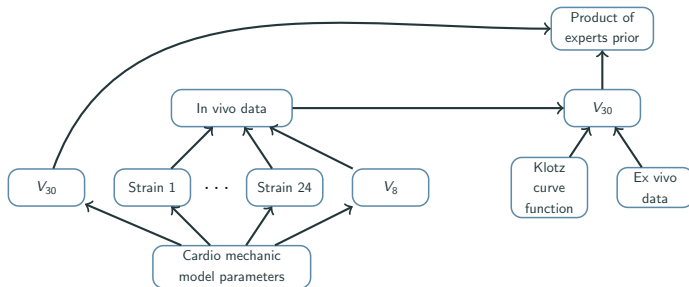 Product of
experts prior
In vivo data
V₃₀
V₃₀
Strain 1
. . .
Strain 24
V₈
Klotz
curve
function
Ex vivo
data
Cardio mechanic
model parameters